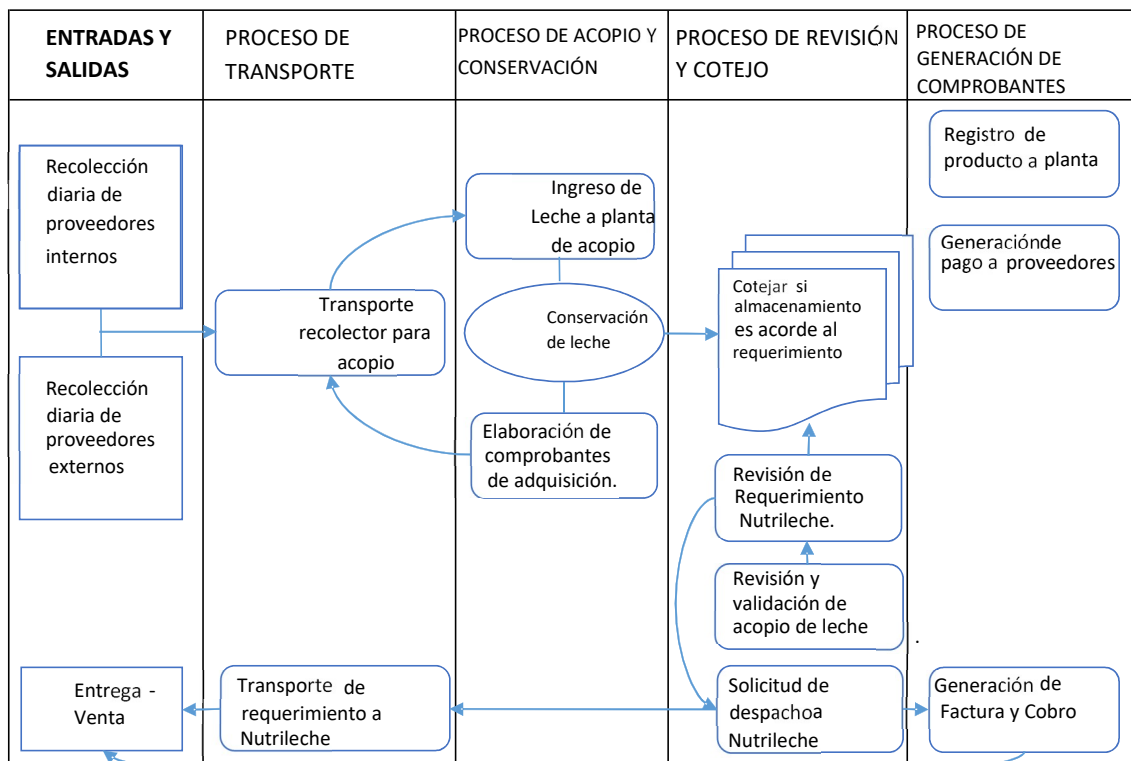 ENTRADAS Y
SALIDAS
PROCESO DE
TRANSPORTE
PROCESO DE ACOPIO Y
CONSERVACIÓN
PROCESO DE REVISIÓN
Y COTEJO
PROCESO DE
GENERACIÓN DE
COMPROBANTES
Recolección
diaria de
proveedores
internos
Recolección
diaria de
proveedores
externos
Entrega -
Venta
Transporte
recolector para
acopio
Transporte de
requerimiento a
Nutrileche
Ingreso de
Leche a planta
de acopio
Conservación
de leche
Elaboración de
comprobantes
de adquisición.
Cotejar si
almacenamiento
es acorde al
requerimiento
Revisión de
Requerimiento
Nutrileche.
Revisión y
validación de
acopio de leche
Solicitud de
despachoa
Nutrileche
Registro de
producto a planta
Generaciónde
pago a proveedores
.
Generación de
Factura y Cobro